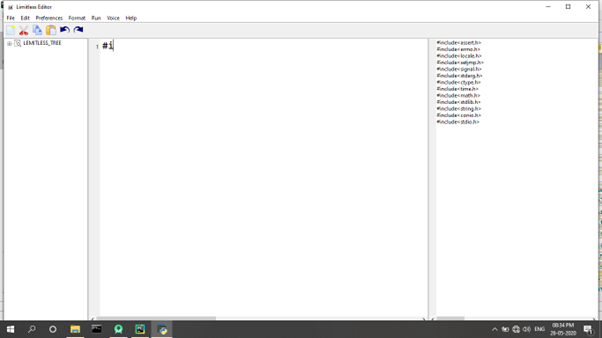 Limitless Editor
File Edit Preferences Format Run Voice Help
LEMITLESS_TREE
1 #i
#include<assert.h>
#include<errno.h>
#include<locale.h>
#include<setjmp.h>
#include<signal.h>
#include<stdarg.h>
#include<ctype.h>
#include<time.h>
#include<math.h>
#include<stdlib.h>
#include<string.h>
#include<conio.h>
#include<stdio.h>
ENG
08:34 PM
26-05-2020